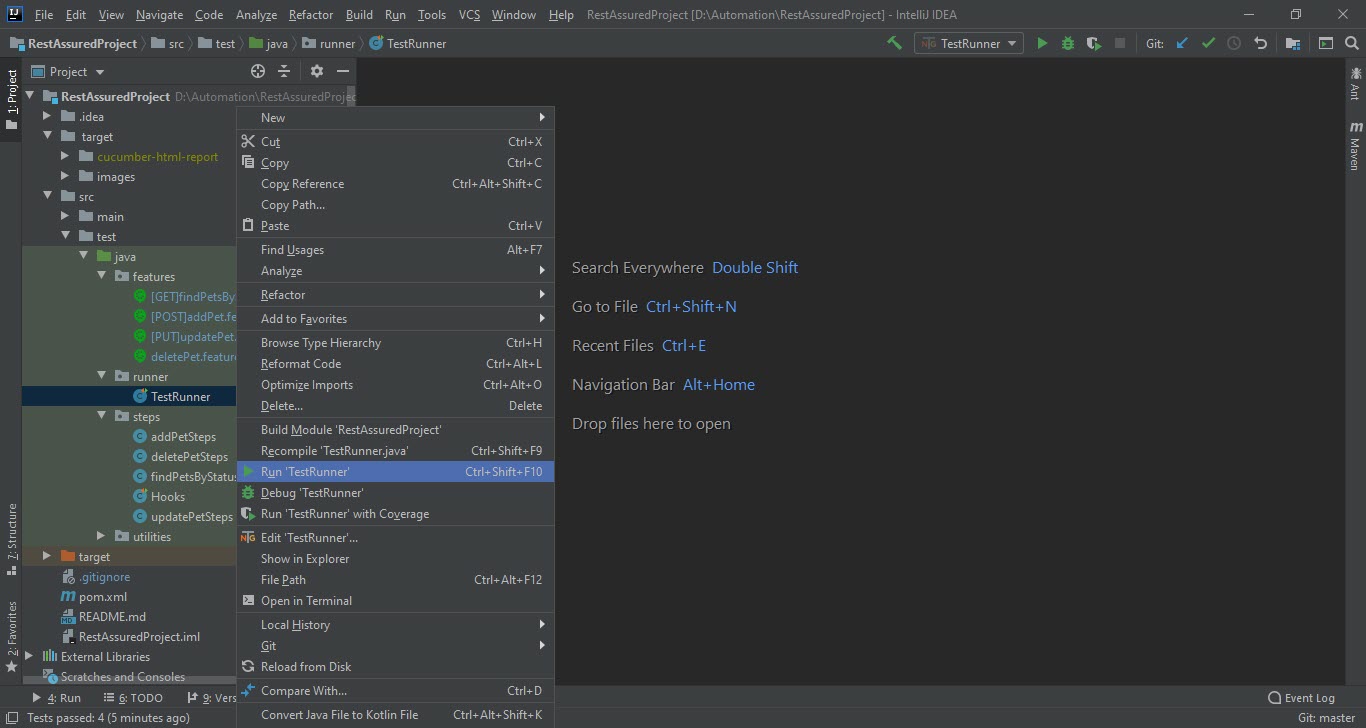 File Edit View Navigate Code Analyze Refactor Build Run Tools VCS Window Help RestAssuredProject [D:\Automation\RestAssuredProject] - IntelliJ IDEA
RestAssuredProject src test java runner TestRunner TestRunner Git:
1: Project
Project
RestAssuredProject D:\Automation\RestAssuredProjec
.idea
target
cucumber-html-report
images
src
main
test
java
features
[GET]findPetsBy
[POST]addPet.fe
[PUT]updatePet.
deletePet.feature
runner
TestRunner
steps
addPetSteps
deletePetSteps
findPetsByStatus
Hooks
updatePetSteps
utilities
target
.gitignore
pom.xml
README.md
RestAssuredProject.iml
External Libraries
Scratches and Consoles
7: Structure
2: Favorites
New
Cut Ctrl+X
Copy Ctrl+C
Copy Reference Ctrl+Alt+Shift+C
Copy Path...
Paste Ctrl+V
Find Usages Alt+F7
Analyze
Refactor
Add to Favorites
Browse Type Hierarchy Ctrl+H
Reformat Code Ctrl+Alt+L
Optimize Imports Ctrl+Alt+O
Delete... Delete
Build Module 'RestAssuredProject'
Recompile 'TestRunner.java' Ctrl+Shift+F9
Run 'TestRunner' Ctrl+Shift+F10
Debug 'TestRunner'
Run 'TestRunner' with Coverage
Edit 'TestRunner'...
Show in Explorer
File Path Ctrl+Alt+F12
Open in Terminal
Local History
Git
Reload from Disk
Compare With... Ctrl+D
Convert Java File to Kotlin File Ctrl+Alt+Shift+K
Search Everywhere Double Shift
Go to File Ctrl+Shift+N
Recent Files Ctrl+E
Navigation Bar Alt+Home
Drop files here to open
Ant
Maven
4: Run 6: TODO 9: Vers
Event Log
Tests passed: 4 (5 minutes ago)
Git: master